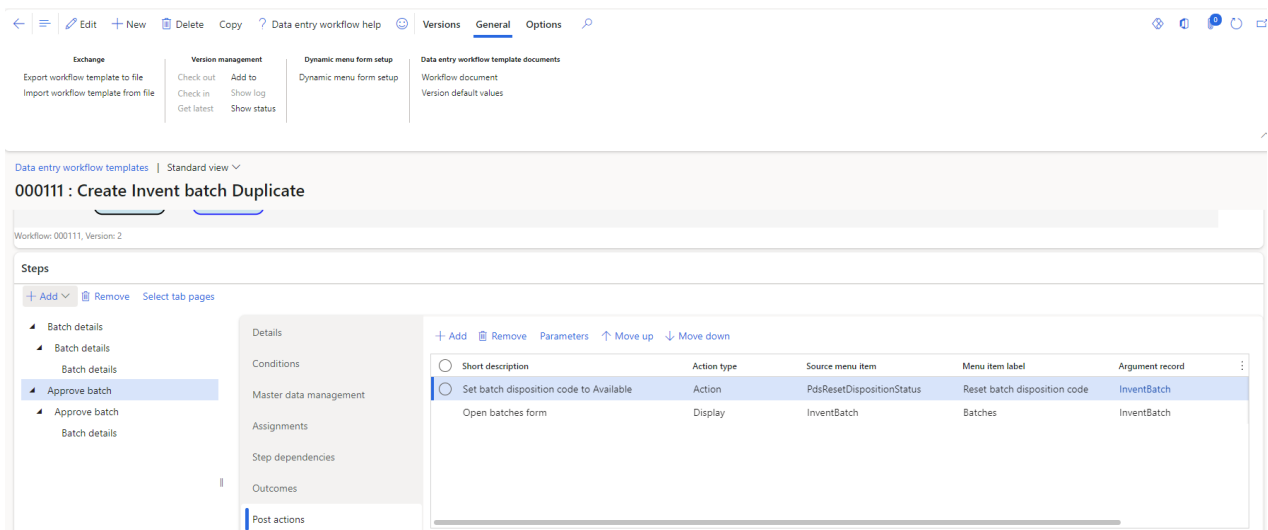 Edit New Delete Copy ? Data entry workflow help Versions General Options 0
Exchange Version management Dynamic menu form setup Data entry workflow template documents
Export workflow template to file Check out Add to Dynamic menu form setup Workflow document
Import workflow template from file Check in Show log Version default values
Get latest Show status
Data entry workflow templates | Standard view
000111 : Create Invent batch Duplicate
Workflow: 000111, Version: 2
Steps
+ Add Remove Select tab pages
Batch details
Batch details
Batch details
Approve batch
Approve batch
Batch details
Details
Conditions
Master data management
Assignments
Step dependencies
Outcomes
Post actions
+ Add Remove Parameters ↑ Move up ↓ Move down
Short description Action type Source menu item Menu item label Argument record
Set batch disposition code to Available Action PdsResetDispositionStatus Reset batch disposition code InventBatch
Open batches form Display InventBatch Batches InventBatch